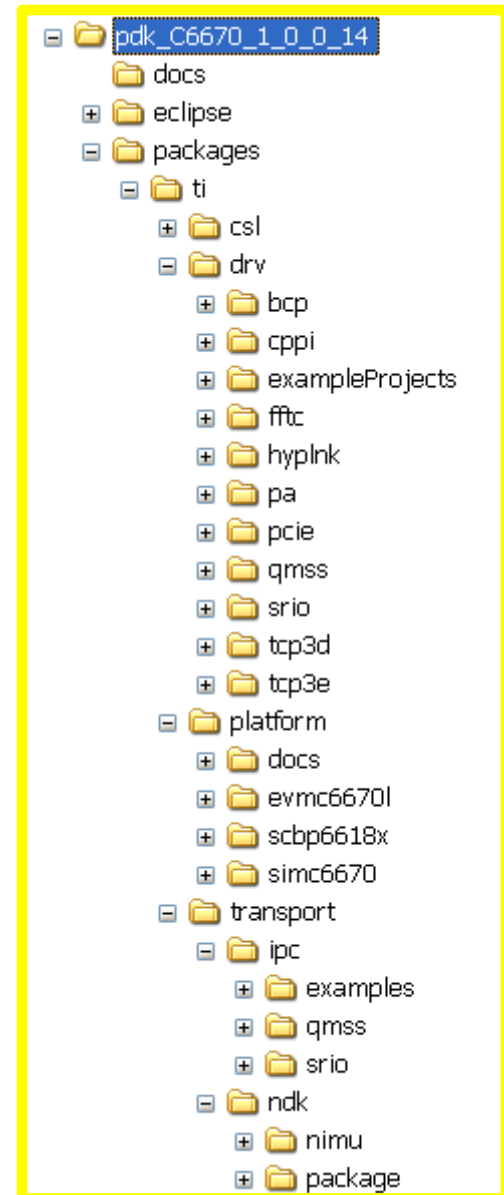 pdk_C6670_1_0_0_14
docs
eclipse
packages
ti
csl
drv
bcp
cppi
exampleProjects
fftc
hyplnk
pa
pcie
qmss
srio
tcp3d
tcp3e
platform
docs
evmc6670l
scbp6618x
simc6670
transport
ipc
examples
qmss
srio
ndk
nimu
package